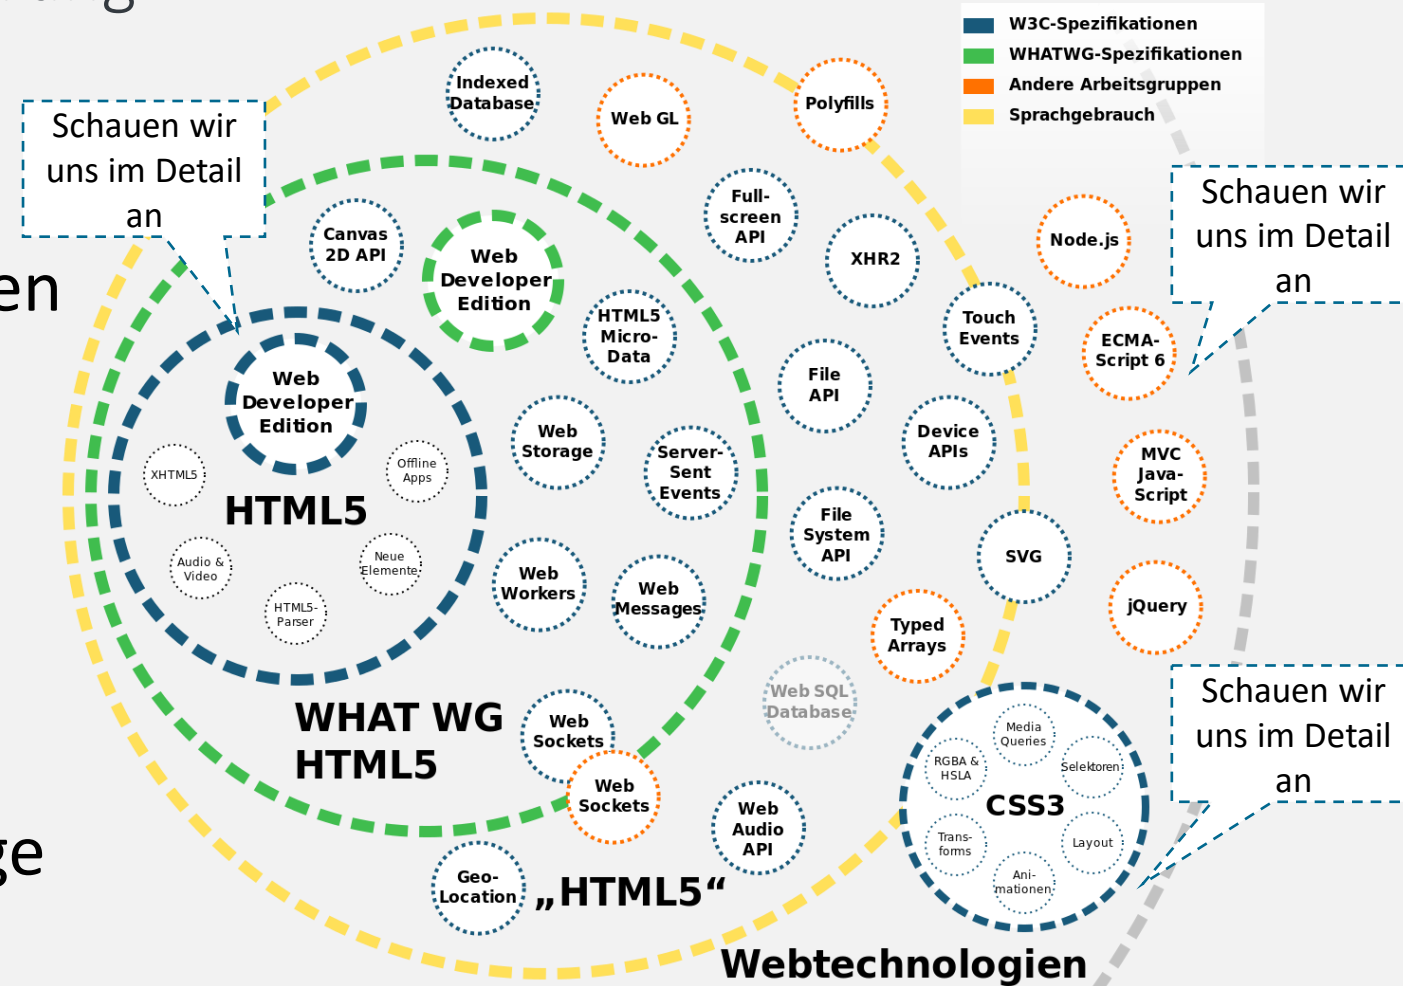 W3C-Spezifikationen
WHATWG-Spezifikationen
Andere Arbeitsgruppen
Sprachgebrauch
Schauen wir
uns im Detail
an
Schauen wir
uns im Detail
an
Schauen wir
uns im Detail
an
en
ge
Indexed
Database
Web GL
Polyfills
Full-
screen
API
XHR2
Node.js
Canvas
2D API
Web
Developer
Edition
HTML5
Micro-
Data
Touch
Events
ECMA-
Script 6
Web
Developer
Edition
File
API
Web
Storage
Server-
Sent
Events
Device
APIs
MVC
Java-
Script
XHTML5
Offline
Apps
HTML5
Audio &
Video
Neue
Elemente
HTML5-
Parser
File
System
API
SVG
Web
Workers
Web
Messages
Typed
Arrays
jQuery
Web SQL
Database
WHAT WG
HTML5
Web
Sockets
Web
Sockets
Web
Audio
API
Geo-
Location
„HTML5“
Media
Queries
RGBA &
HSLA
Selektoren
CSS3
Trans-
forms
Layout
Ani-
mationen
Webtechnologien